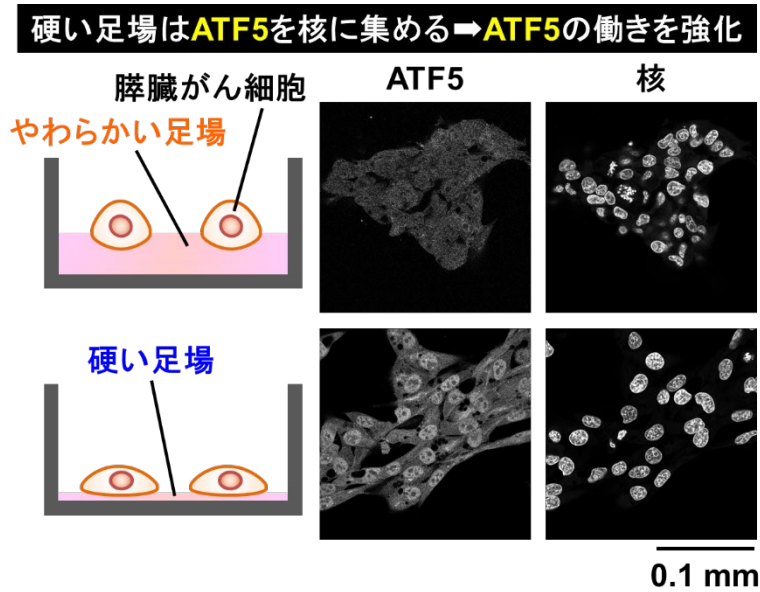 硬い足場はATF5を核に集める➡ATF5の働きを強化
膵臓がん細胞
やわらかい足場
ATF5
核
硬い足場
0.1 mm